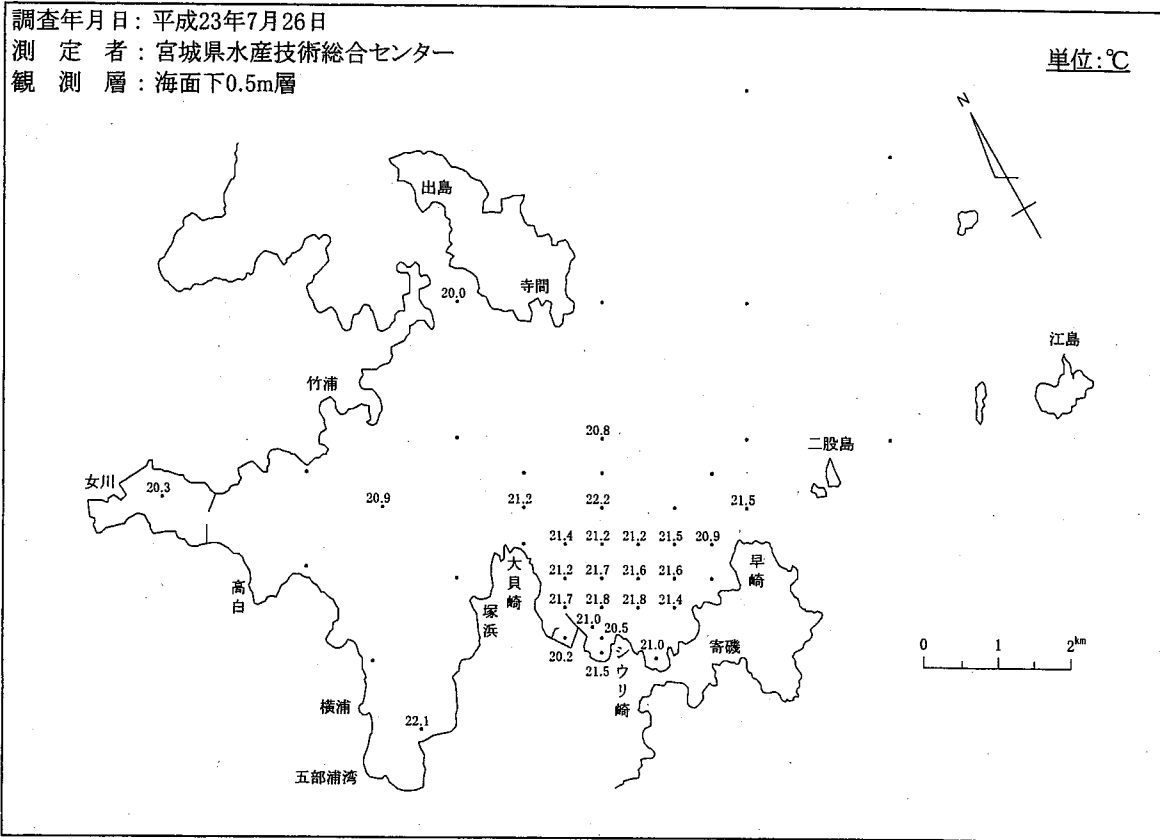 調査年月日：平成23年7月26日
測定者：宮城県水産技術総合センター
観測層：海面下0.5m層
単位：℃
N
出島
寺間
20.0
江島
竹浦
20.8
二股島
女川
20.3
20.9
21.2
22.2
21.5
21.4
21.2
21.2
21.5
20.9
大貝崎
早崎
21.2
21.7
21.6
21.6
高白
塚浜
21.7
21.8
21.8
21.4
21.0
20.5
20.2
21.5
21.0
シウリ崎
寄磯
0 1 2km
横浦
22.1
五部浦湾